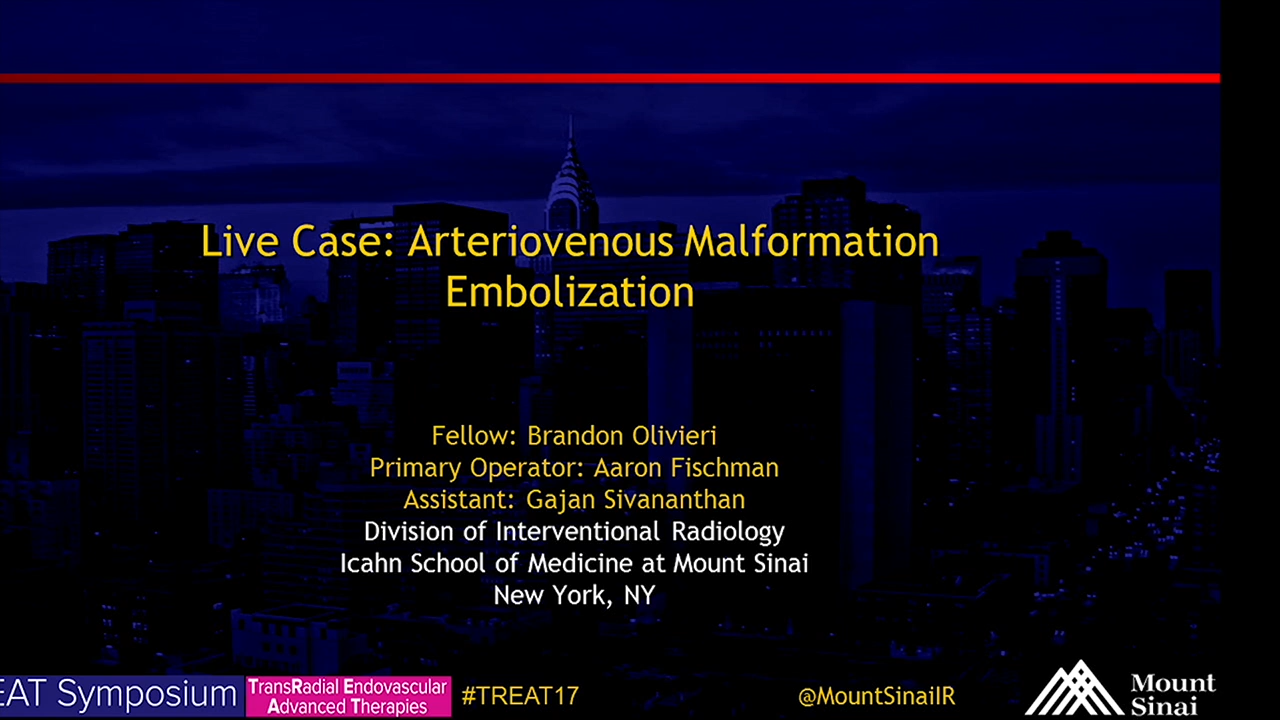 Live Case: Arteriovenous Malformation
Embolization
Fellow: Brandon Olivieri
Primary Operator: Aaron Fischman
Assistant: Gajan Sivananthan
Division of Interventional Radiology
Icahn School of Medicine at Mount Sinai
New York, NY
EAT Symposium
TransRadial Endovascular
Advanced Therapies
#TREAT17
@MountSinaiIR
Mount
Sinai